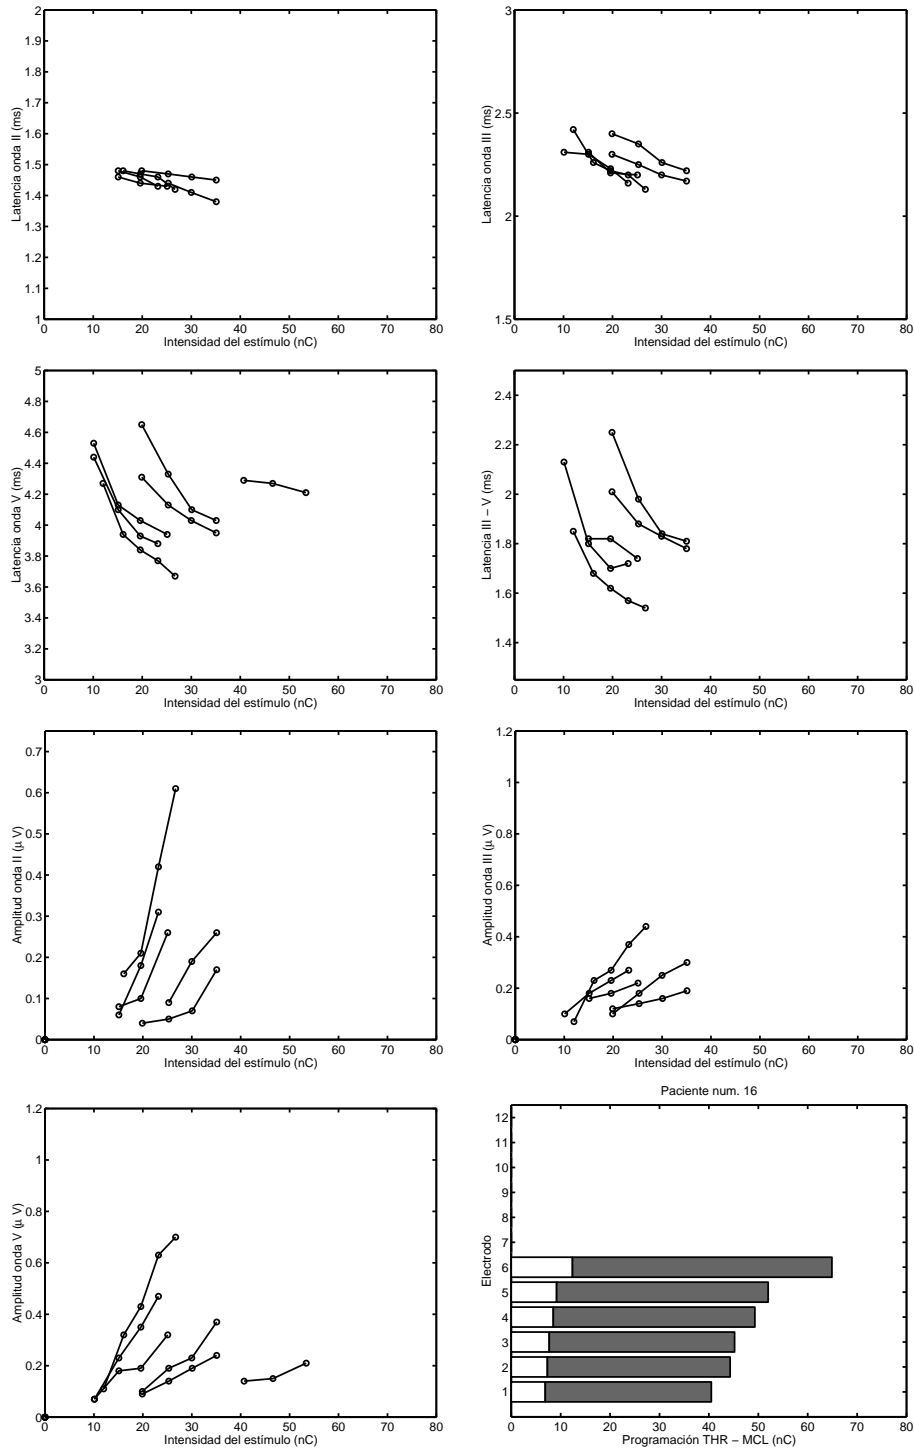 2
1.9
1.8
1.7
1.6
1.5
1.4
1.3
1.2
1.1
1
Latencia onda II (ms)
0 10 20 30 40 50 60 70 80
Intensidad del estímulo (nC)
3
2.5
2
1.5
Latencia onda III (ms)
0 10 20 30 40 50 60 70 80
Intensidad del estímulo (nC)
5
4.8
4.6
4.4
4.2
4
3.8
3.6
3.4
3.2
3
Latencia onda V (ms)
0 10 20 30 40 50 60 70 80
Intensidad del estímulo (nC)
2.4
2.2
2
1.8
1.6
1.4
Latencia III – V (ms)
0 10 20 30 40 50 60 70 80
Intensidad del estímulo (nC)
0.7
0.6
0.5
0.4
0.3
0.2
0.1
0
Amplitud onda II (μ V)
0 10 20 30 40 50 60 70 80
Intensidad del estímulo (nC)
1.2
1
0.8
0.6
0.4
0.2
0
Amplitud onda III (μ V)
0 10 20 30 40 50 60 70 80
Intensidad del estímulo (nC)
1.2
1
0.8
0.6
0.4
0.2
0
Amplitud onda V (μ V)
0 10 20 30 40 50 60 70 80
Intensidad del estímulo (nC)
Paciente num. 16
12
11
10
9
8
7
6
5
4
3
2
1
Electrodo
0 10 20 30 40 50 60 70 80
Programación THR – MCL (nC)